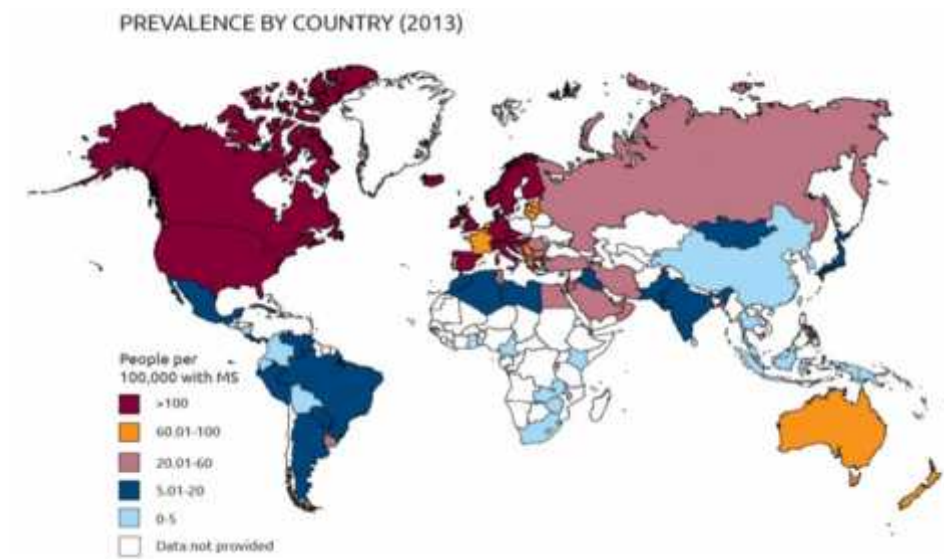 PREVALENCE BY COUNTRY (2013)
People per
100,000 with MS
>100
60.01-100
20.01-60
5.01-20
0-5
Data not provided